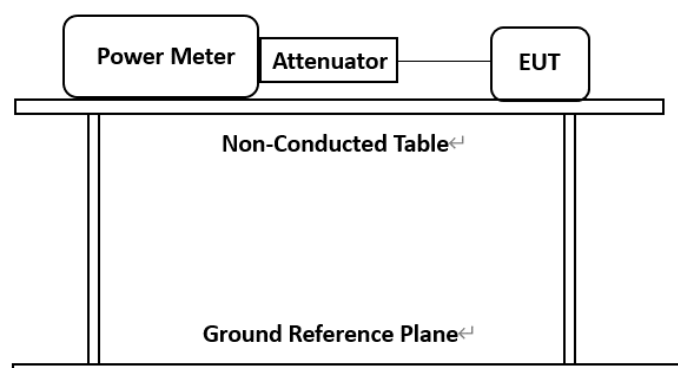 Power Meter
Attenuator
EUT
Non-Conducted Table↵
Ground Reference Plane↵